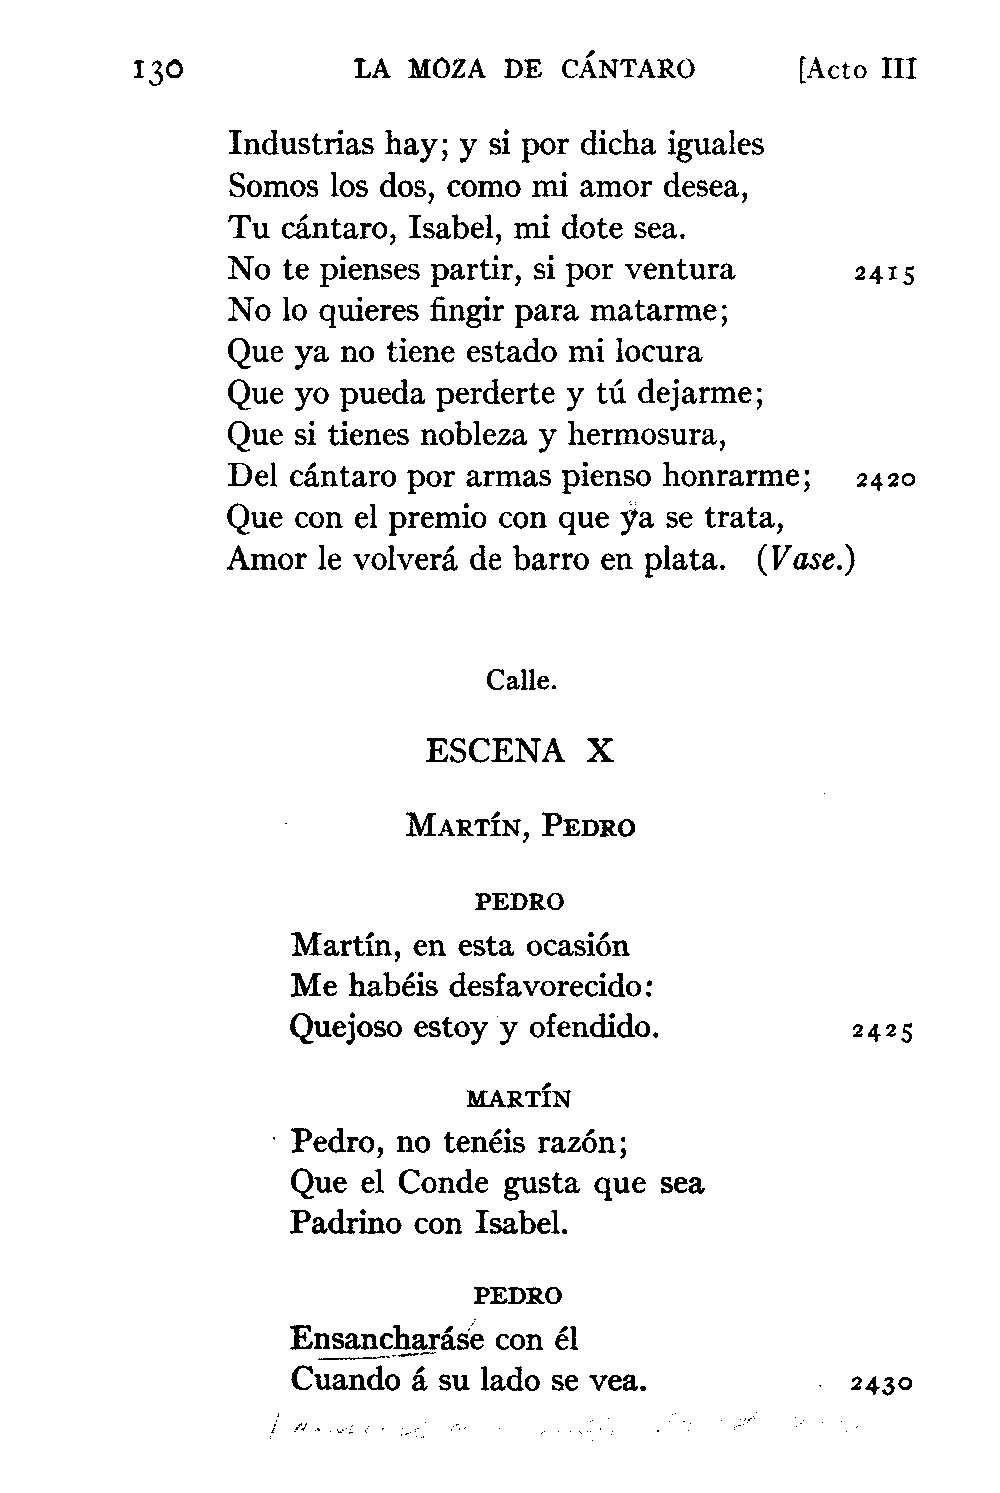 130 LA MOZA DE CÁNTARO [Acto III
Industrias hay; y si por dicha iguales
Somos los dos, como mi amor desea,
Tu cántaro, Isabel, mi dote sea.
No te pienses partir, si por ventura 2415
No lo quieres fingir para matarme;
Que ya no tiene estado mi locura
Que yo pueda perderte y tú dejarme;
Que si tienes nobleza y hermosura,
Del cántaro por armas pienso honrarme; 2420
Que con el premio con que ya se trata,
Amor le volverá de barro en plata. (Vase.)
Calle.
ESCENA X
MARTÍN, PEDRO
PEDRO
Martín, en esta ocasión
Me habéis desfavorecido:
Quejoso estoy y ofendido. 2425
MARTÍN
Pedro, no tenéis razón;
Que el Conde gusta que sea
Padrino con Isabel.
PEDRO
Ensancharáse con él
Cuando á su lado se vea. 2430